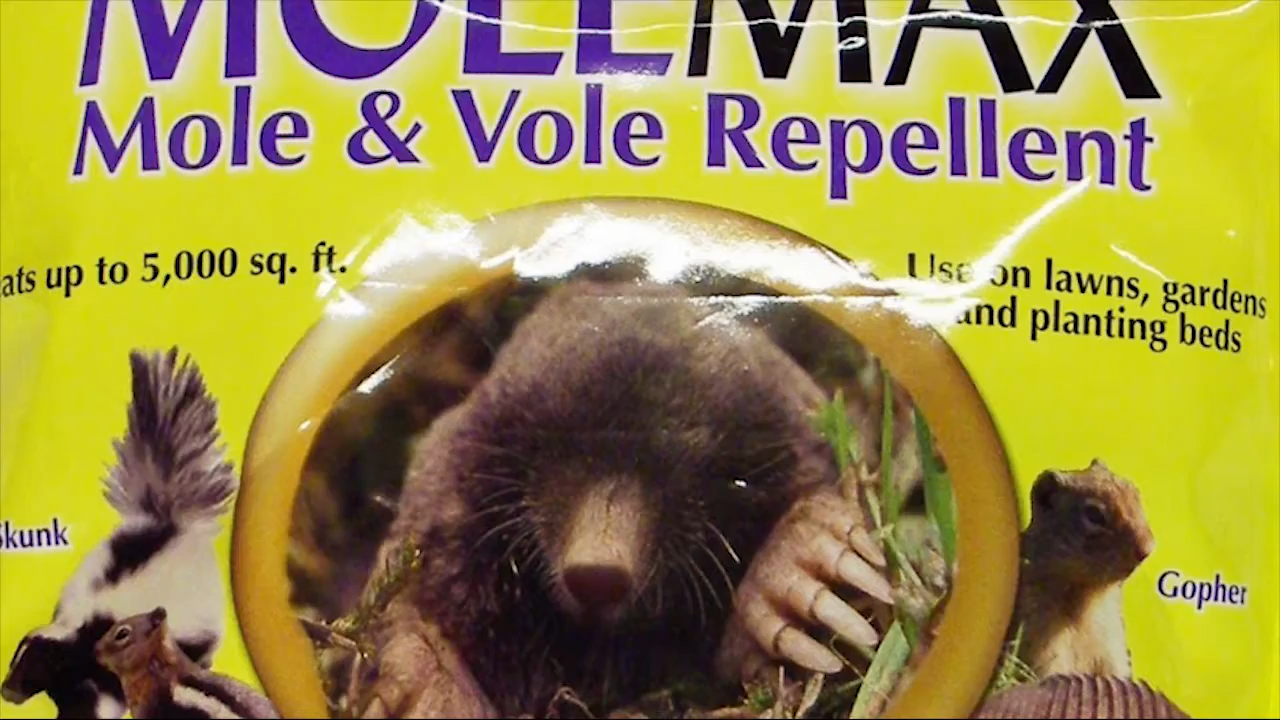 MOLEMAX
Mole & Vole Repellent
ats up to 5,000 sq. ft.
Use on lawns, gardens
and planting beds
Skunk
Gopher